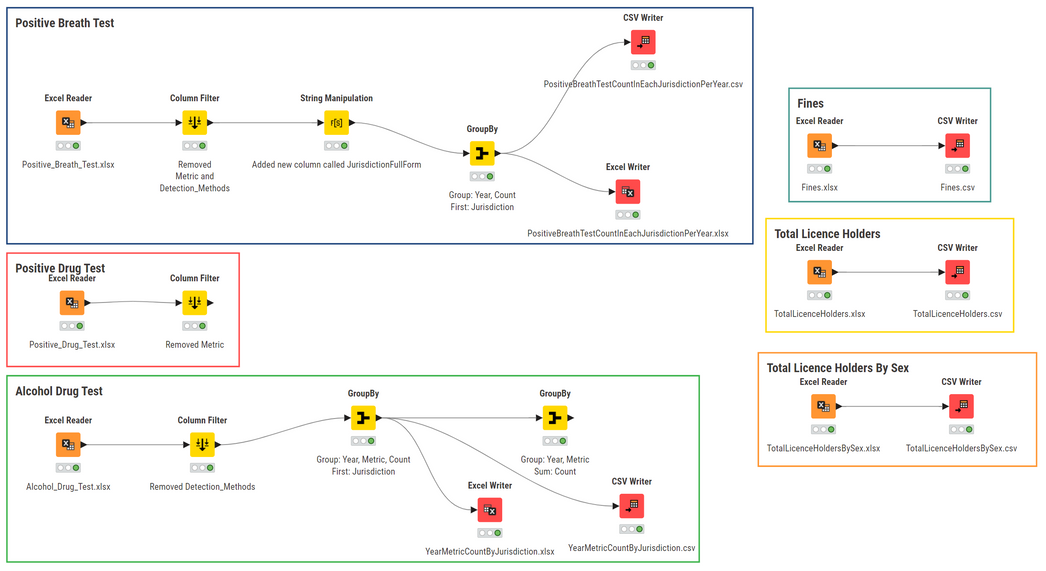 Positive Breath Test
CSV Writer
PositiveBreathTestCountInEachJurisdictionPerYear.csv
Excel Reader
Positive_Breath_Test.xlsx
Column Filter
Removed
Metric and
Detection_Methods
String Manipulation
r[s]
Added new column called JurisdictionFullForm
GroupBy
Group: Year, Count
First: Jurisdiction
Excel Writer
PositiveBreathTestCountInEachJurisdictionPerYear.xlsx
Positive Drug Test
Excel Reader
Positive_Drug_Test.xlsx
Column Filter
Removed Metric
Alcohol Drug Test
Excel Reader
Alcohol_Drug_Test.xlsx
Column Filter
Removed Detection_Methods
GroupBy
Group: Year, Metric, Count
First: Jurisdiction
GroupBy
Group: Year, Metric
Sum: Count
Excel Writer
YearMetricCountByJurisdiction.xlsx
CSV Writer
YearMetricCountByJurisdiction.csv
Fines
Excel Reader
Fines.xlsx
CSV Writer
Fines.csv
Total Licence Holders
Excel Reader
TotalLicenceHolders.xlsx
CSV Writer
TotalLicenceHolders.csv
Total Licence Holders By Sex
Excel Reader
TotalLicenceHoldersBySex.xlsx
CSV Writer
TotalLicenceHoldersBySex.csv